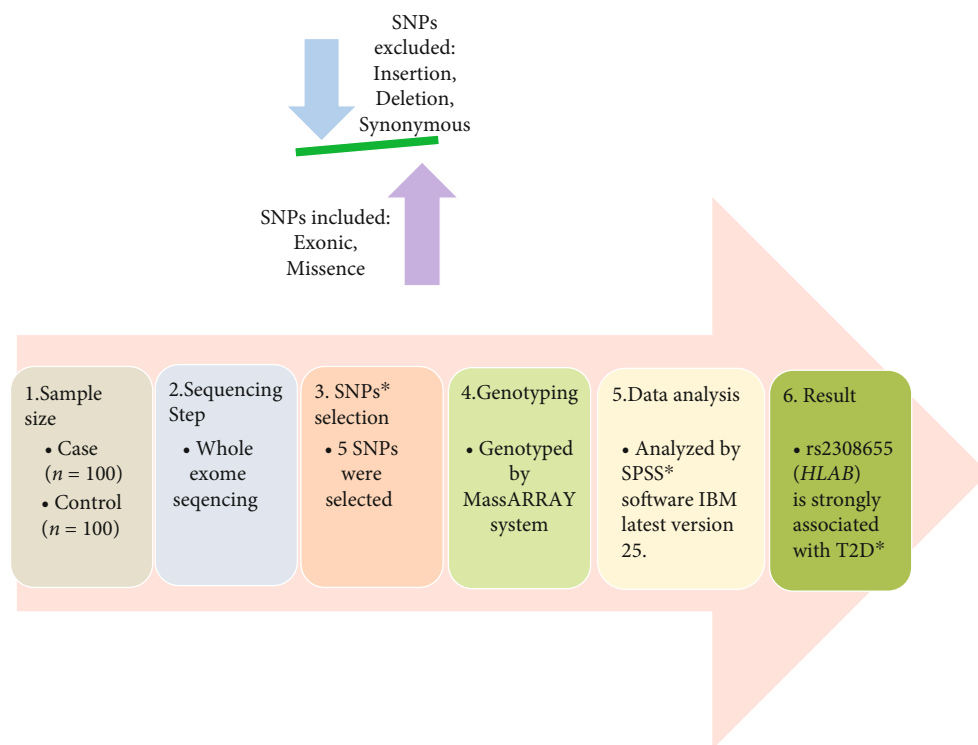 SNPs
excluded:
Insertion,
Deletion,
Synonymous
SNPs included:
Exonic,
Missence
1.Sample
size
• Case
(n = 100)
• Control
(n = 100)
2.Sequencing
Step
• Whole
exome
seqencing
3. SNPs*
selection
• 5 SNPs
were
selected
4.Genotyping
• Genotyped
by
MassARRAY
system
5.Data analysis
• Analyzed by
SPSS*
software IBM
latest version
25.
6. Result
• rs2308655
(HLAB)
is strongly
associated
with T2D*